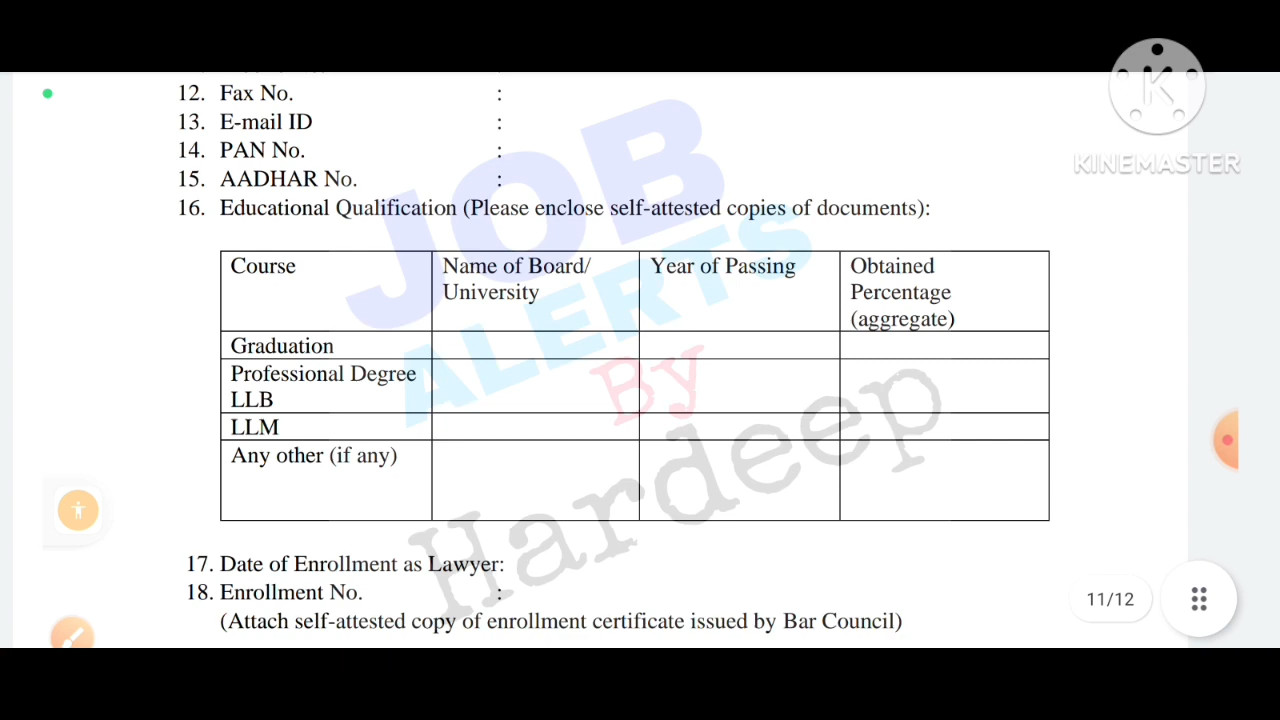 KINEMASTER
12. Fax No. :
13. E-mail ID :
14. PAN No. :
15. AADHAR No. :
16. Educational Qualification (Please enclose self-attested copies of documents):
Course Name of Board/ Year of Passing Obtained
University Percentage
(aggregate)
Graduation
Professional Degree
LLB
LLM
Any other (if any)
17. Date of Enrollment as Lawyer:
18. Enrollment No. :
(Attach self-attested copy of enrollment certificate issued by Bar Council)
11/12
JOB
ALERTS
By
Hardeep